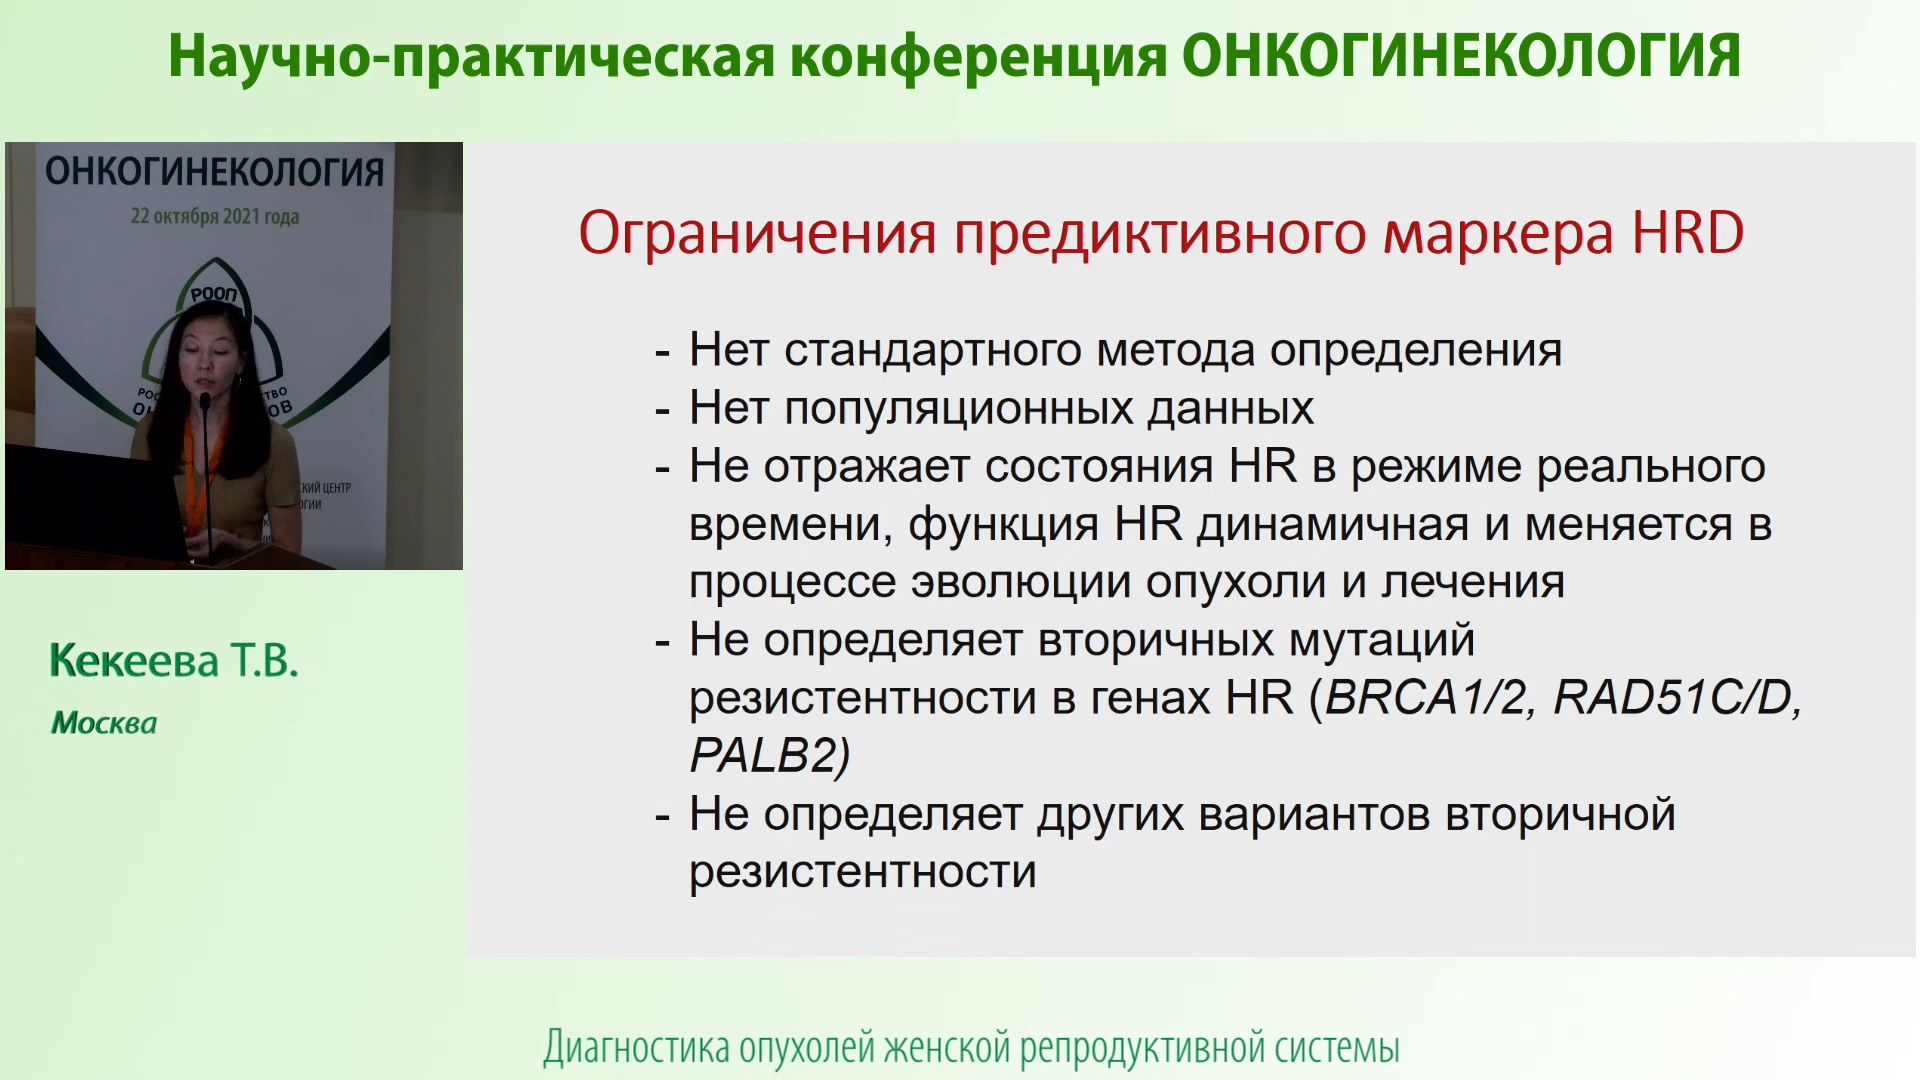 Научно-практическая конференция ОНКОГИНЕКОЛОГИЯ
ОНКОГИНЕКОЛОГИЯ
22 октября 2021 года
РООП
СКИЙ ЦЕНТР
ОГИИ
Кекеева Т.В.
Москва
Ограничения предиктивного маркера HRD
- Нет стандартного метода определения
- Нет популяционных данных
- Не отражает состояния HR в режиме реального
времени, функция HR динамичная и меняется в
процессе эволюции опухоли и лечения
- Не определяет вторичных мутаций
резистентности в генах HR (BRCA1/2, RAD51C/D,
PALB2)
- Не определяет других вариантов вторичной
резистентности
Диагностика опухолей женской репродуктивной системы